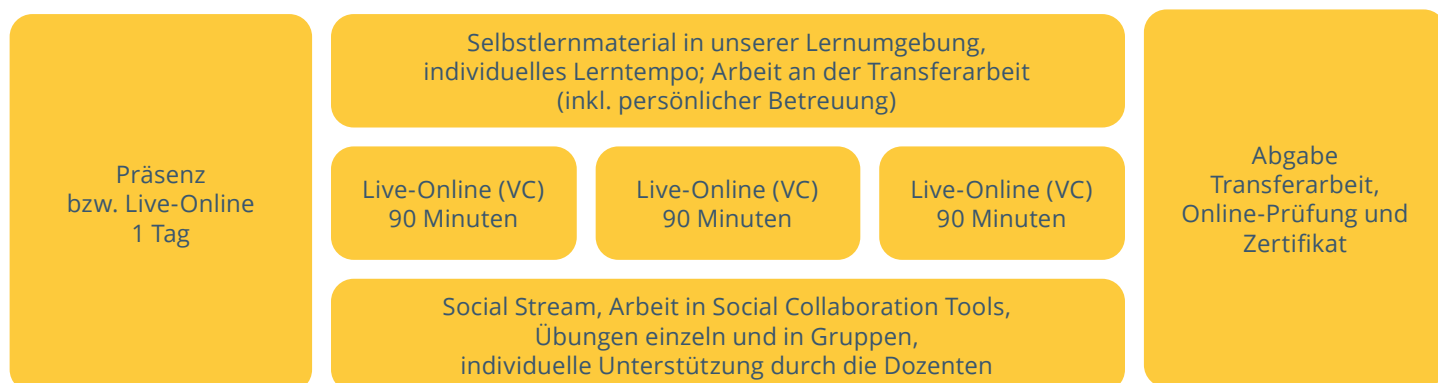 Präsenz
bzw. Live-Online
1 Tag
Selbstlernmaterial in unserer Lernumgebung,
individuelles Lerntempo; Arbeit an der Transferarbeit
(inkl. persönlicher Betreuung)
Live-Online (VC)
90 Minuten
Live-Online (VC)
90 Minuten
Live-Online (VC)
90 Minuten
Social Stream, Arbeit in Social Collaboration Tools,
Übungen einzeln und in Gruppen,
individuelle Unterstützung durch die Dozenten
Abgabe
Transferarbeit,
Online-Prüfung und
Zertifikat